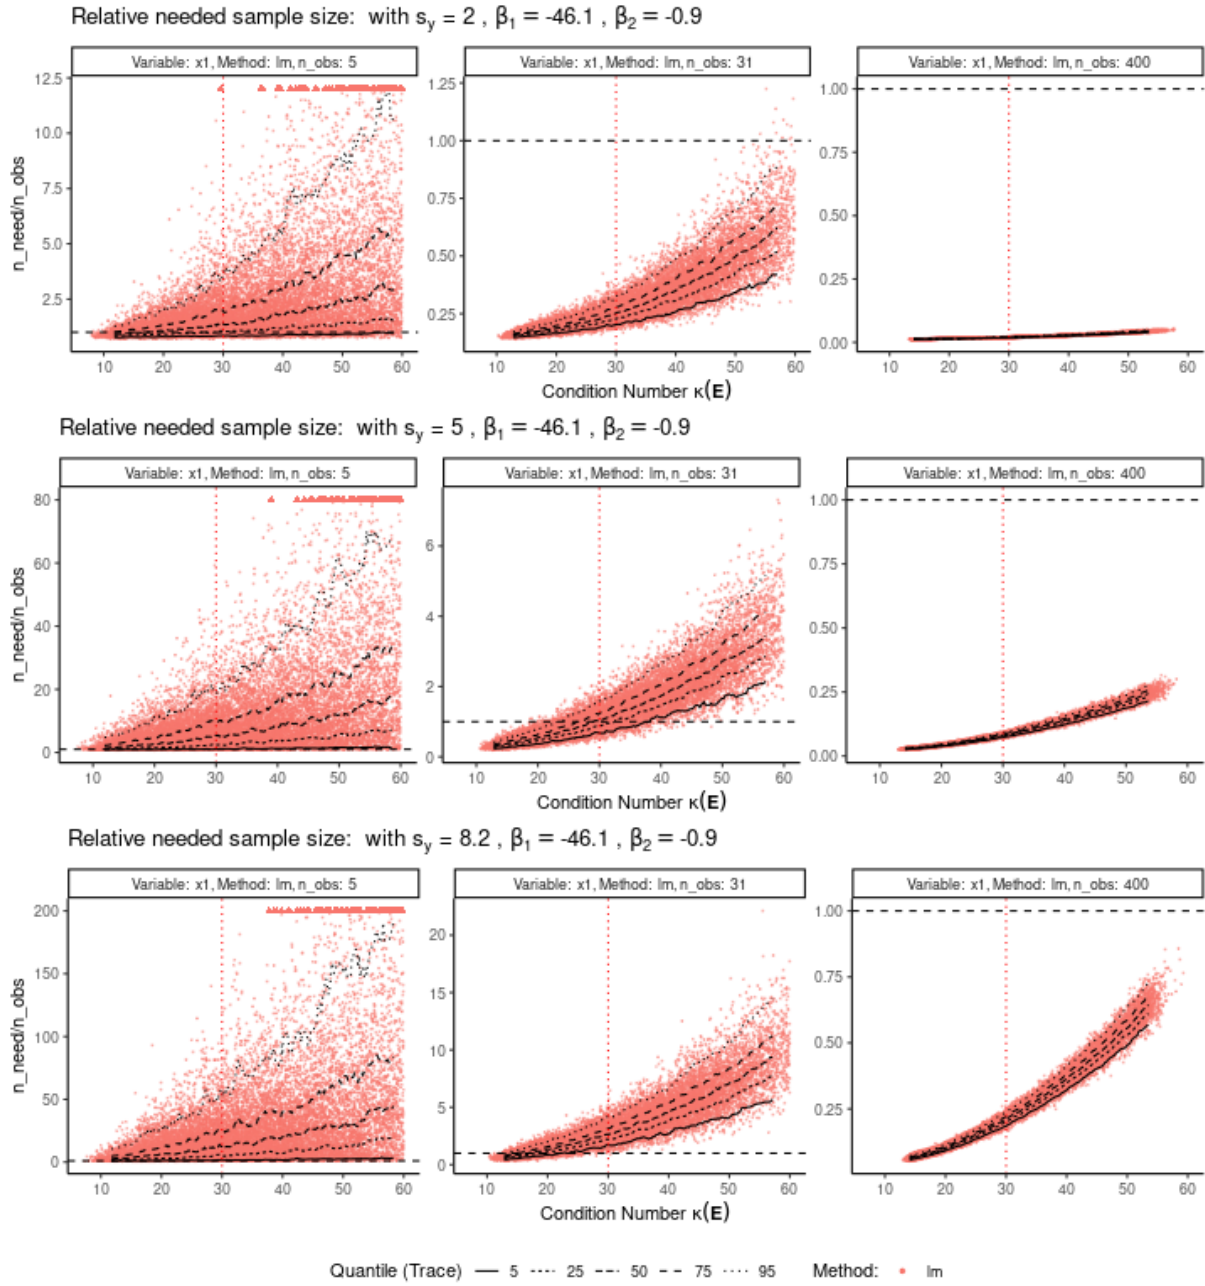 Relative needed sample size:  with s_y = 2 , β₁ = -46.1 , β₂ = -0.9
Variable: x1, Method: lm, n_obs: 5
Variable: x1, Method: lm, n_obs: 31
Variable: x1, Method: lm, n_obs: 400
n_need/n_obs
12.5
10.0
7.5
5.0
2.5
1.00
0.75
0.50
0.25
1.00
0.75
0.50
0.25
0.00
10 20 30 40 50 60
10 20 30 40 50 60
10 20 30 40 50 60
Condition Number κ(E)
Relative needed sample size:  with s_y = 5 , β₁ = -46.1 , β₂ = -0.9
Variable: x1, Method: lm, n_obs: 5
Variable: x1, Method: lm, n_obs: 31
Variable: x1, Method: lm, n_obs: 400
n_need/n_obs
80
60
40
20
0
6
4
2
0
1.00
0.75
0.50
0.25
0.00
10 20 30 40 50 60
10 20 30 40 50 60
10 20 30 40 50 60
Condition Number κ(E)
Relative needed sample size:  with s_y = 8.2 , β₁ = -46.1 , β₂ = -0.9
Variable: x1, Method: lm, n_obs: 5
Variable: x1, Method: lm, n_obs: 31
Variable: x1, Method: lm, n_obs: 400
n_need/n_obs
200
150
100
50
0
20
15
10
5
0
1.00
0.75
0.50
0.25
10 20 30 40 50 60
10 20 30 40 50 60
10 20 30 40 50 60
Condition Number κ(E)
Quantile (Trace) 5 25 50 75 95 Method: lm